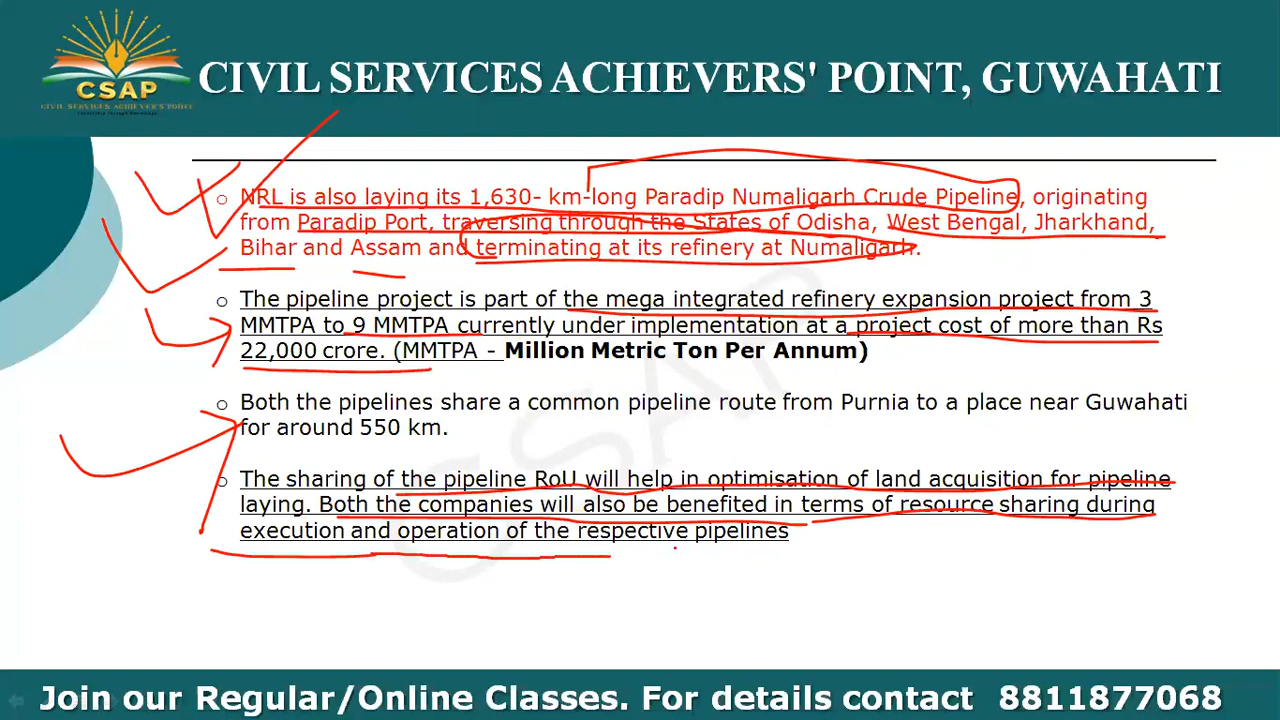 CSAP
CIVIL SERVICES ACHIEVER'S POINT
CIVIL SERVICES ACHIEVERS' POINT, GUWAHATI
NRL is also laying its 1,630- km-long Paradip Numaligarh Crude Pipeline, originating
from Paradip Port, traversing through the States of Odisha, West Bengal, Jharkhand,
Bihar and Assam and terminating at its refinery at Numaligarh.
The pipeline project is part of the mega integrated refinery expansion project from 3
MMTPA to 9 MMTPA currently under implementation at a project cost of more than Rs
22,000 crore. (MMTPA - Million Metric Ton Per Annum)
Both the pipelines share a common pipeline route from Purnia to a place near Guwahati
for around 550 km.
The sharing of the pipeline RoU will help in optimisation of land acquisition for pipeline
laying. Both the companies will also be benefited in terms of resource sharing during
execution and operation of the respective pipelines
CSAP
Join our Regular/Online Classes. For details contact 8811877068